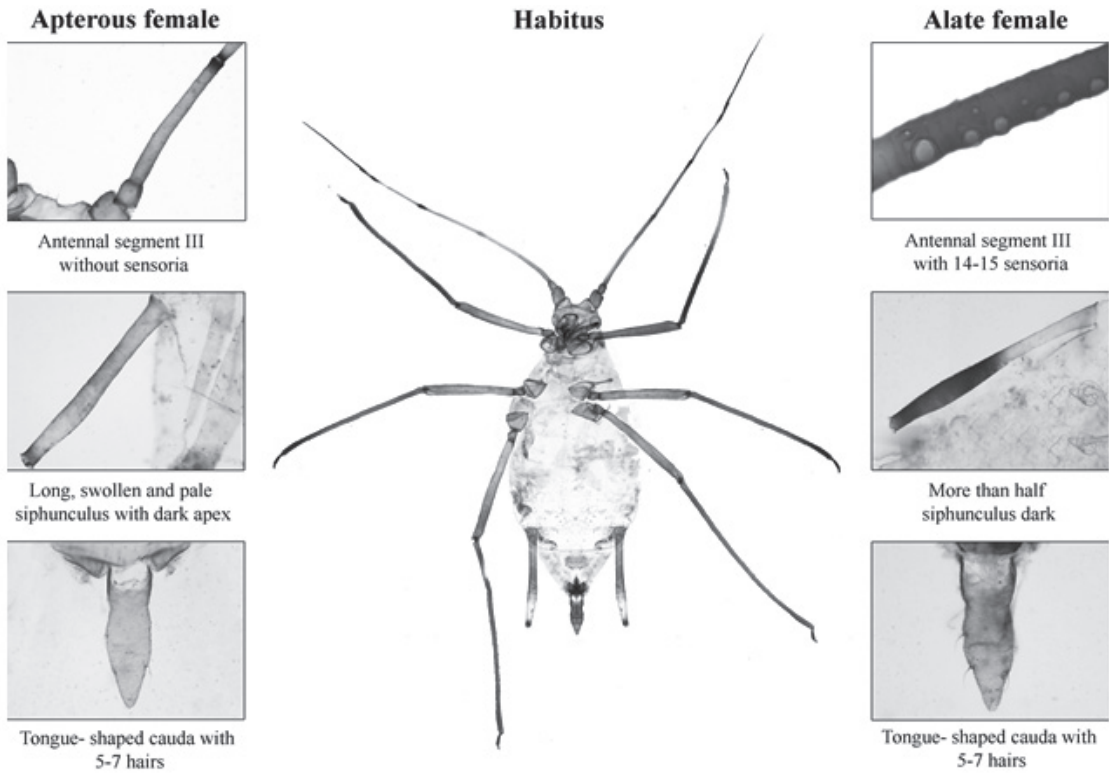 Apterous female
Habitus
Alate female
Antennal segment III
without sensoria
Antennal segment III
with 14-15 sensoria
Long, swollen and pale
siphunculus with dark apex
More than half
siphunculus dark
Tongue- shaped cauda with
5-7 hairs
Tongue- shaped cauda with
5-7 hairs